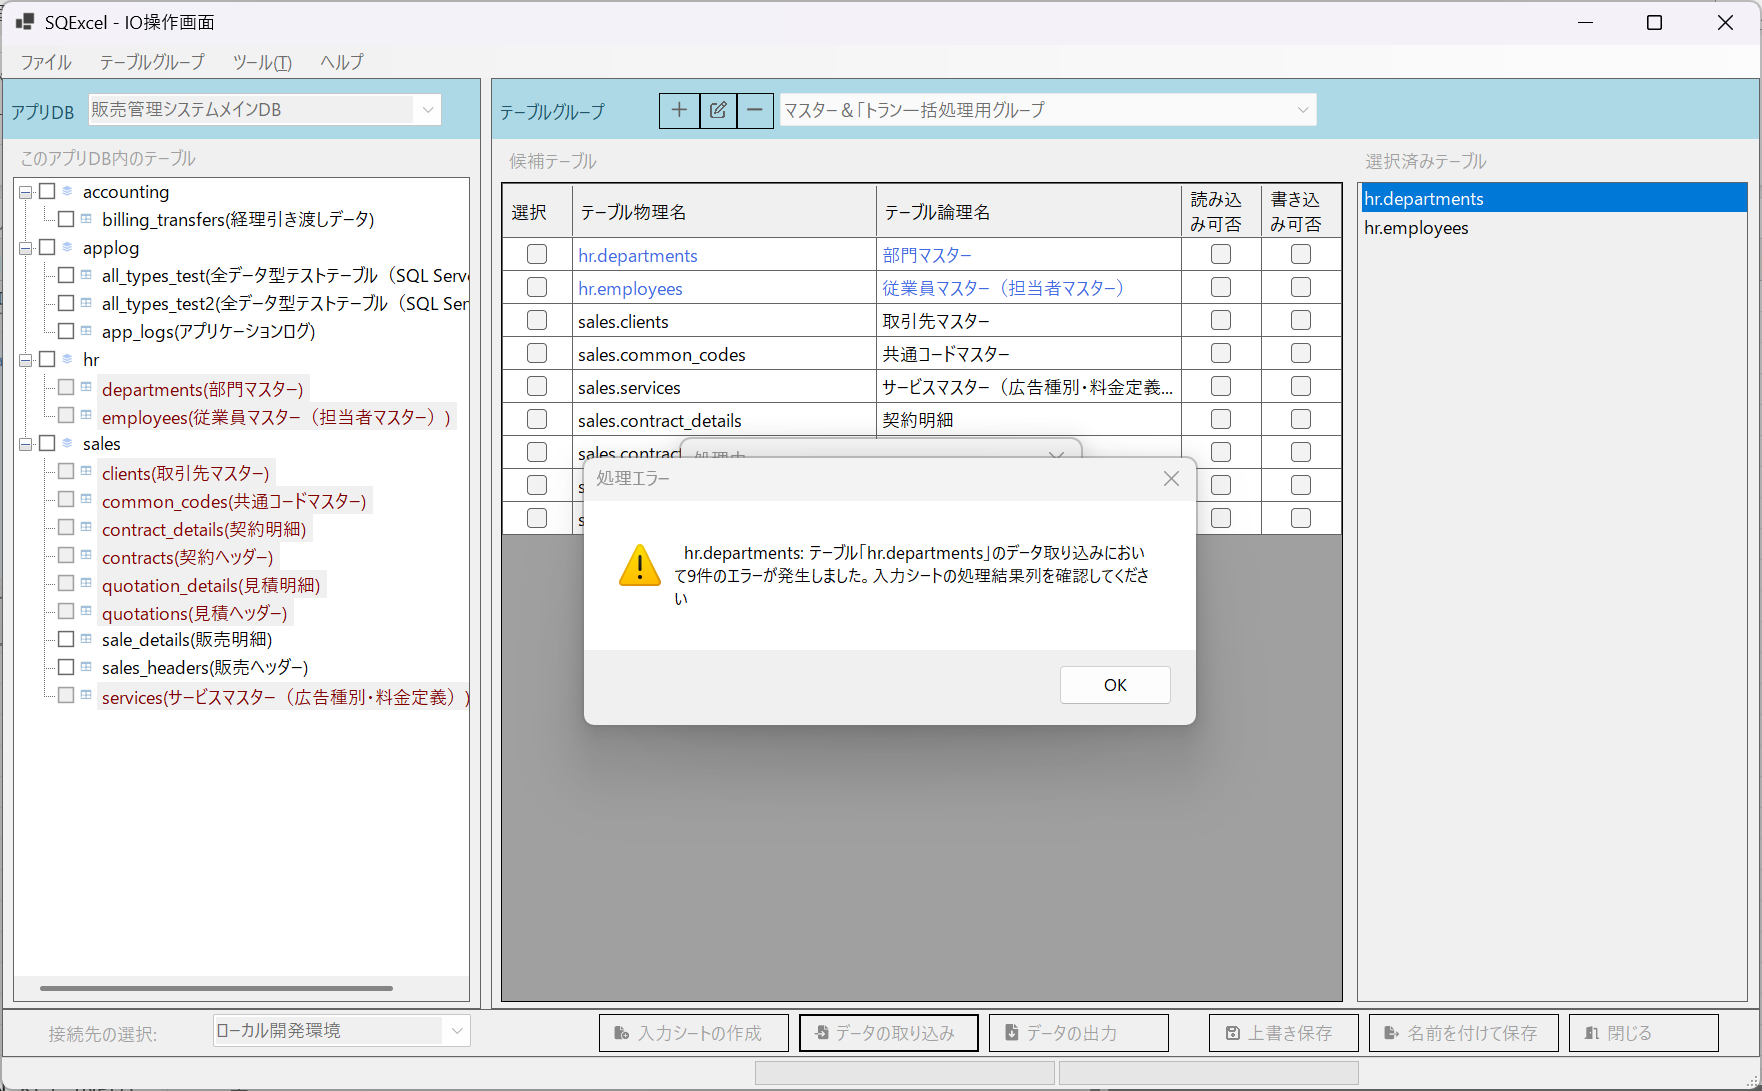 SQExcel - IO操作画面
ファイル テーブルグループ ツール(T) ヘルプ
アプリDB 販売管理システムメインDB
このアプリDB内のテーブル
accounting
billing_transfers(経理引き渡しデータ)
applog
all_types_test(全データ型テストテーブル（SQL Serve
all_types_test2(全データ型テストテーブル（SQL Ser
app_logs(アプリケーションログ)
hr
departments(部門マスター)
employees(従業員マスター（担当者マスター）)
sales
clients(取引先マスター)
common_codes(共通コードマスター)
contract_details(契約明細)
contracts(契約ヘッダー)
quotation_details(見積明細)
quotations(見積ヘッダー)
sale_details(販売明細)
sales_headers(販売ヘッダー)
services(サービスマスター（広告種別・料金定義）)
テーブルグループ マスター＆「トラン一括処理用グループ
候補テーブル
選択 テーブル物理名 テーブル論理名 読み込み可否 書き込み可否
hr.departments 部門マスター
hr.employees 従業員マスター（担当者マスター）
sales.clients 取引先マスター
sales.common_codes 共通コードマスター
sales.services サービスマスター（広告種別・料金定義...
sales.contract_details 契約明細
sales.contract
s
s
選択済みテーブル
hr.departments
hr.employees
処理中
処理エラー
hr.departments: テーブル「hr.departments」のデータ取り込みにおい
て9件のエラーが発生しました。入力シートの処理結果列を確認してくださ
い
OK
接続先の選択: ローカル開発環境
入力シートの作成 データの取り込み データの出力 上書き保存 名前を付けて保存 閉じる